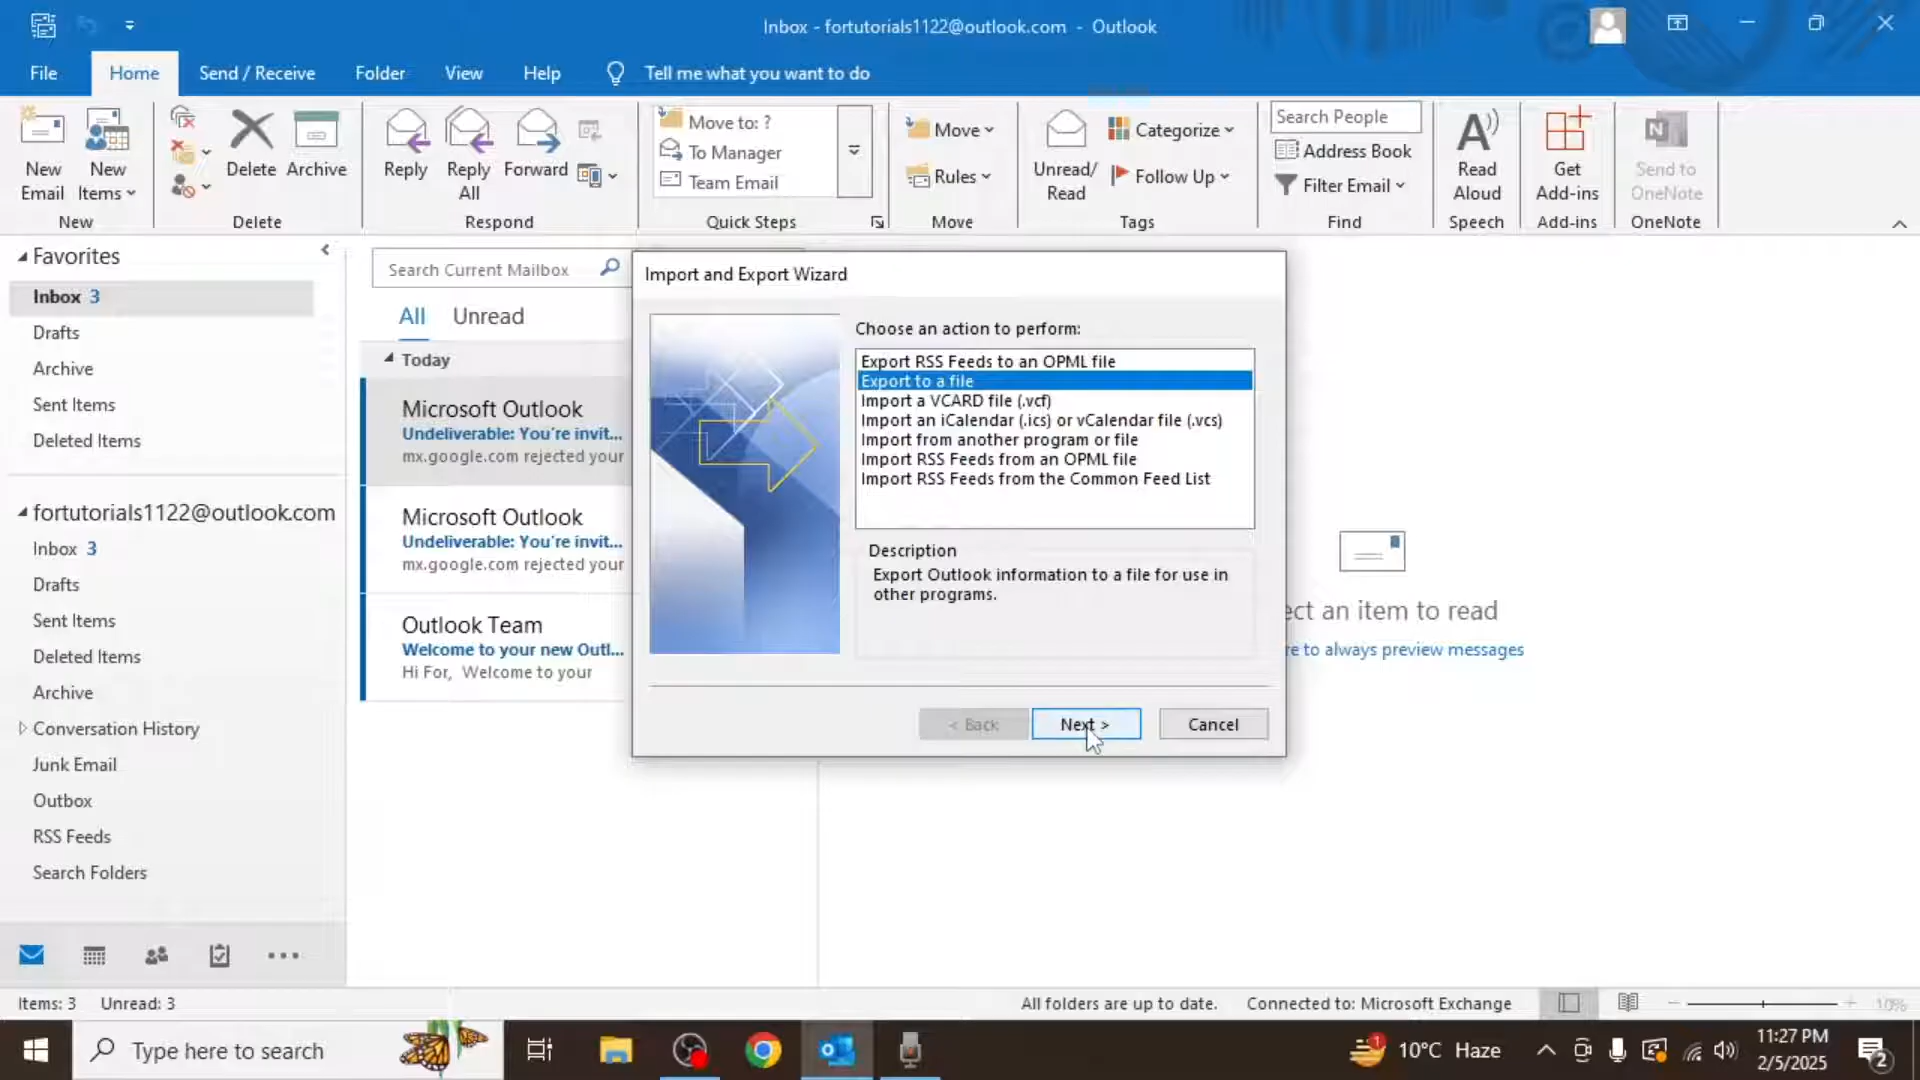 Inbox - fortutorials1122@outlook.com - Outlook
File Home Send / Receive Folder View Help Tell me what you want to do
New Email
New Items
New
Delete
Archive
Delete
Reply
Reply All
Forward
Respond
Move to: ?
To Manager
Team Email
Quick Steps
Move
Rules
Move
Unread/ Read
Categorize
Follow Up
Tags
Search People
Address Book
Filter Email
Find
Read Aloud
Speech
Get Add-ins
Add-ins
Send to OneNote
OneNote
Favorites
Inbox 3
Drafts
Archive
Sent Items
Deleted Items
fortutorials1122@outlook.com
Inbox 3
Drafts
Sent Items
Deleted Items
Archive
Conversation History
Junk Email
Outbox
RSS Feeds
Search Folders
Search Current Mailbox
All Unread
Today
Microsoft Outlook
Undeliverable: You're invit...
mx.google.com rejected your
Microsoft Outlook
Undeliverable: You're invit...
mx.google.com rejected your
Outlook Team
Welcome to your new Outl...
Hi For, Welcome to your
Import and Export Wizard
Choose an action to perform:
Export RSS Feeds to an OPML file
Export to a file
Import a VCARD file (.vcf)
Import an iCalendar (.ics) or vCalendar file (.vcs)
Import from another program or file
Import RSS Feeds from an OPML file
Import RSS Feeds from the Common Feed List
Description
Export Outlook information to a file for use in
other programs.
< Back Next > Cancel
ect an item to read
re to always preview messages
Items: 3 Unread: 3
All folders are up to date. Connected to: Microsoft Exchange
10%
Type here to search
1
10°C Haze
11:27 PM
2/5/2025
2